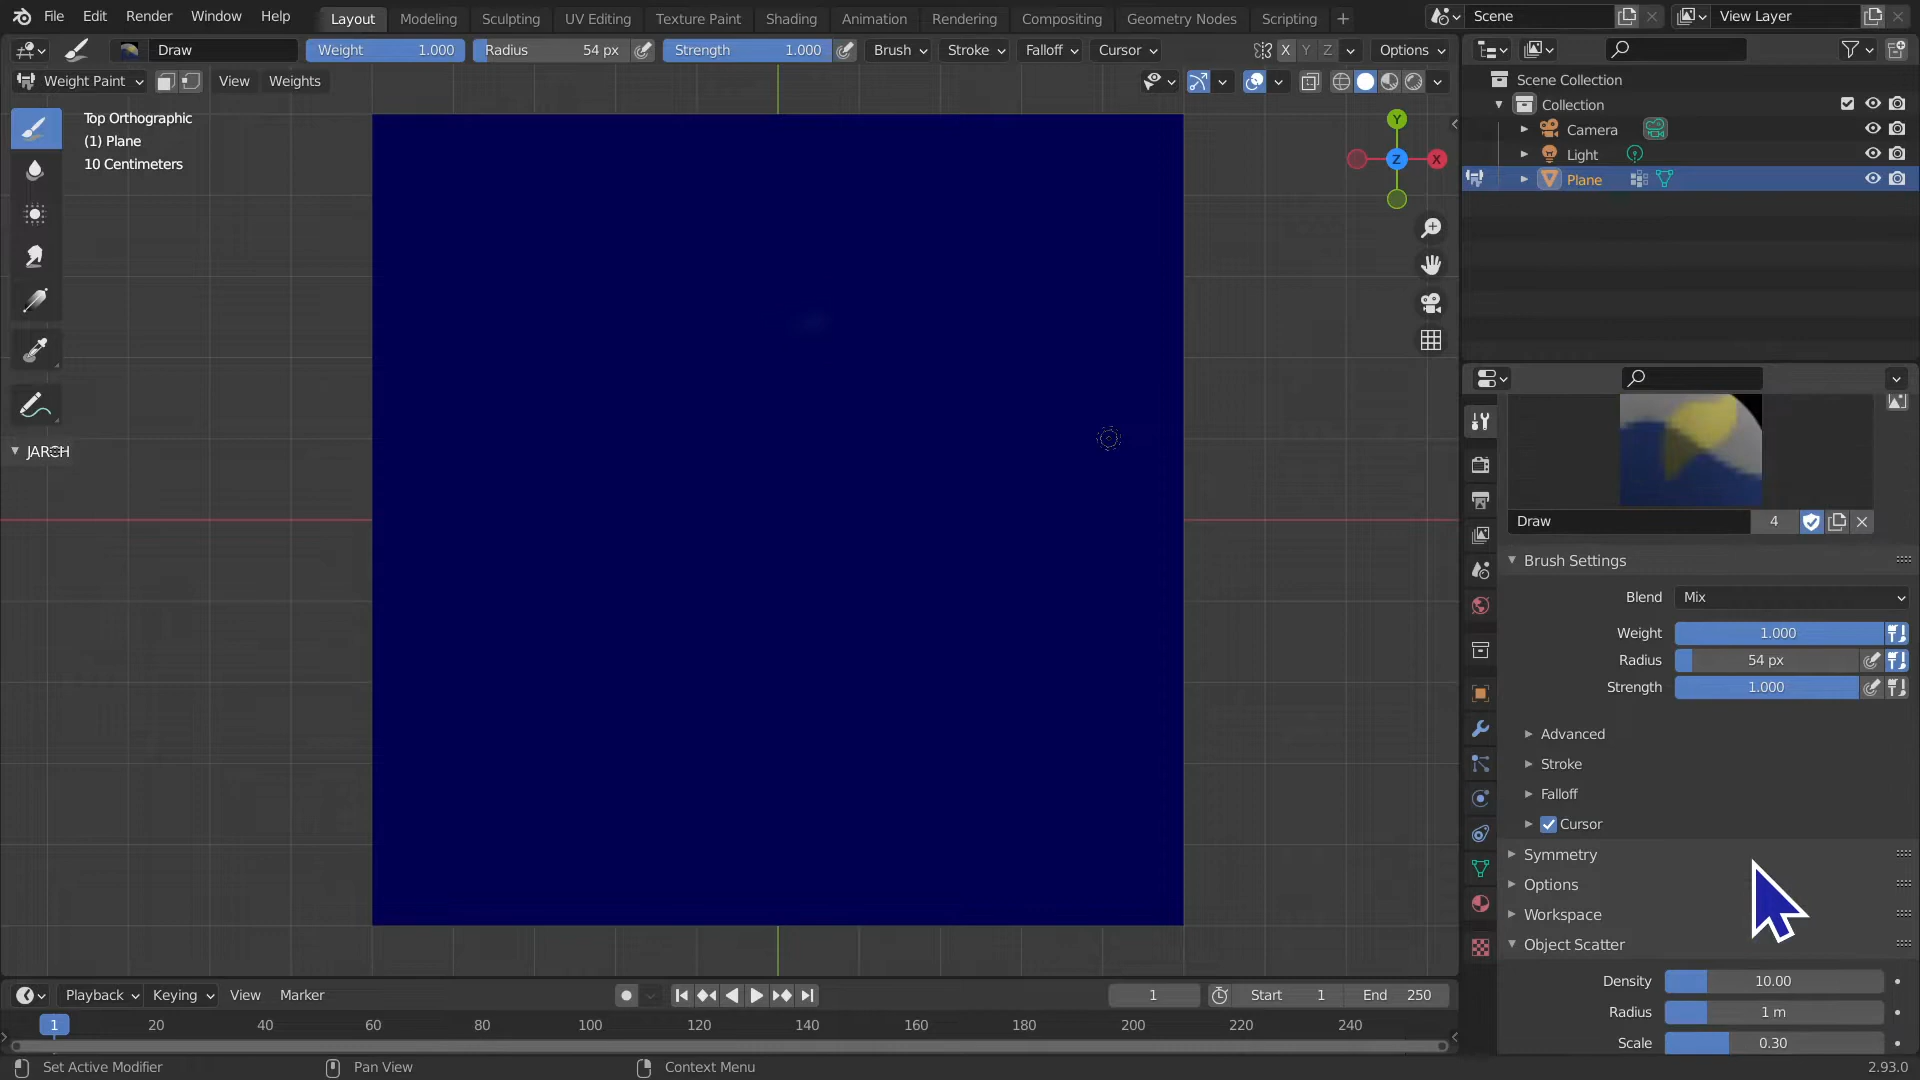 File Edit Render Window Help Layout Modeling Sculpting UV Editing Texture Paint Shading Animation Rendering Compositing Geometry Nodes Scripting + Scene View Layer
Draw Weight 1.000 Radius 54 px Strength 1.000 Brush Stroke Falloff Cursor X Y Z Options
Weight Paint View Weights
Top Orthographic
(1) Plane
10 Centimeters
Y
Z
X
JARCH
Scene Collection
Collection
Camera
Light
Plane
Draw 4
Brush Settings
Blend Mix
Weight 1.000
Radius 54 px
Strength 1.000
Advanced
Stroke
Falloff
Cursor
Symmetry
Options
Workspace
Object Scatter
Density 10.00
Radius 1 m
Scale 0.30
Playback Keying View Marker 1 Start 1 End 250
1 20 40 60 80 100 120 140 160 180 200 220 240
Set Active Modifier Pan View Context Menu 2.93.0